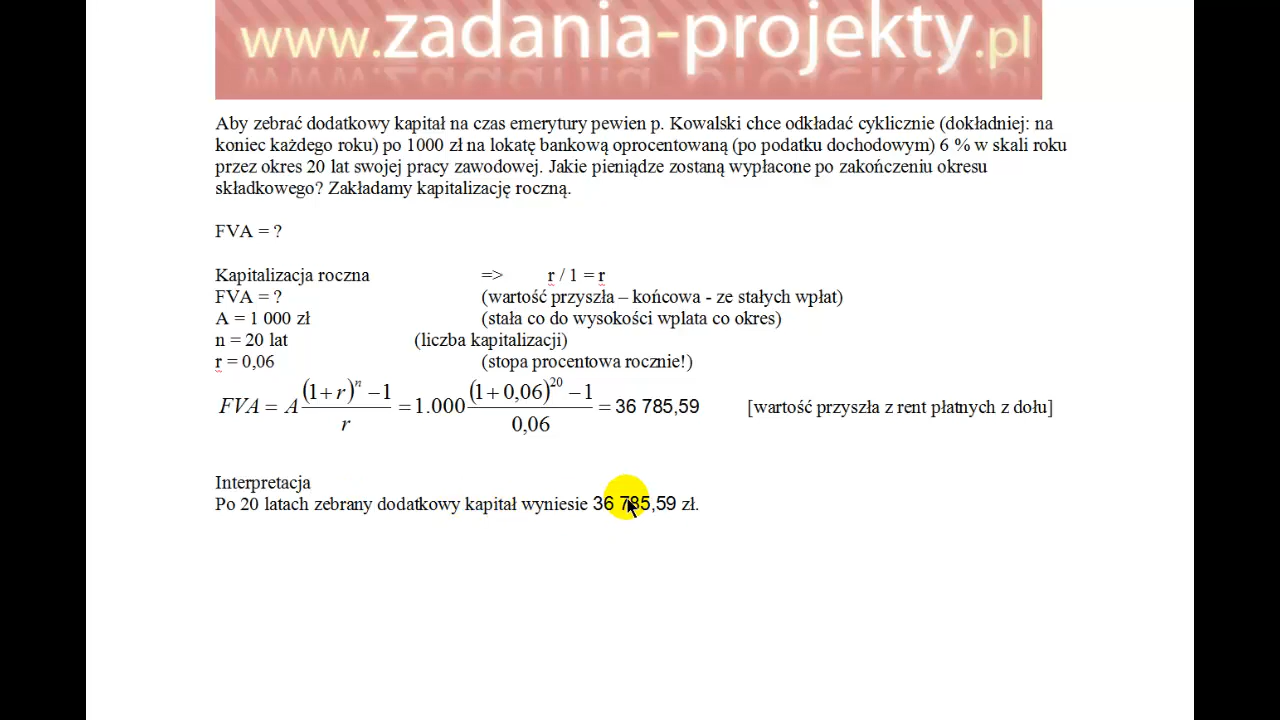 www.zadania-projekty.pl
Aby zebrać dodatkowy kapitał na czas emerytury pewien p. Kowalski chce odkładać cyklicznie (dokładniej: na
koniec każdego roku) po 1000 zł na lokatę bankową oprocentowaną (po podatku dochodowym) 6 % w skali roku
przez okres 20 lat swojej pracy zawodowej. Jakie pieniądze zostaną wypłacone po zakończeniu okresu
składkowego? Zakładamy kapitalizację roczną.
FVA = ?
Kapitalizacja roczna => r / 1 = r
FVA = ? (wartość przyszła – końcowa - ze stałych wpłat)
A = 1 000 zł (stała co do wysokości wplata co okres)
n = 20 lat (liczba kapitalizacji)
r = 0,06 (stopa procentowa rocznie!)
FVA = A ((1+r)^n −1)/r = 1.000 ((1+0,06)^20 −1)/0,06 = 36 785,59 [wartość przyszła z rent płatnych z dołu]
Interpretacja
Po 20 latach zebrany dodatkowy kapitał wyniesie 36 785,59 zł.